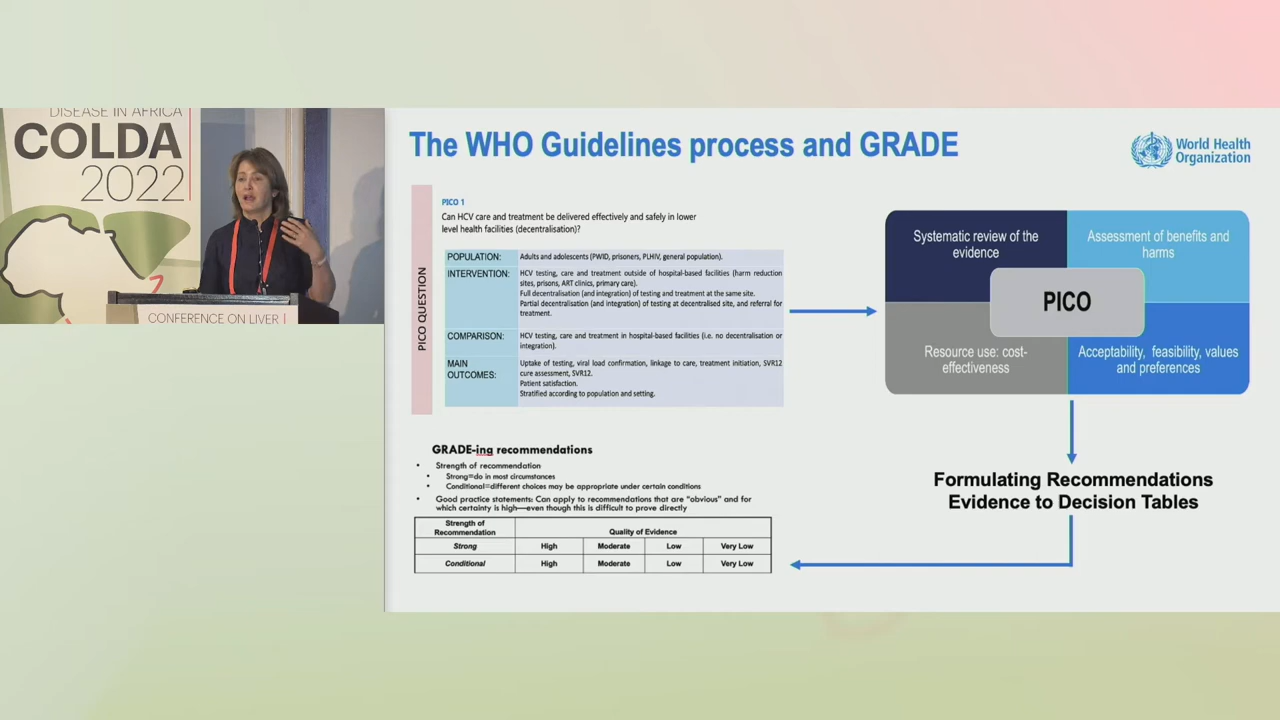 DISEASE IN AFRICA
COLDA
2022
CONFERENCE ON LIVER
The WHO Guidelines process and GRADE
World Health
Organization
PICO QUESTION
PICO 1
Can HCV care and treatment be delivered effectively and safely in lower
level health facilities (decentralisation)?
POPULATION: Adults and adolescents (PWID, prisoners, PLHIV, general population).
INTERVENTION: HCV testing, care and treatment outside of hospital-based facilities (harm reduction
sites, prisons, ART clinics, primary care).
Full decentralisation (and integration) of testing and treatment at the same site.
Partial decentralisation (and integration) of testing at decentralised site, and referral for
treatment.
COMPARISON: HCV testing, care and treatment in hospital-based facilities (i.e. no decentralisation or
integration).
MAIN
OUTCOMES:
Uptake of testing, viral load confirmation, linkage to care, treatment initiation, SVR12
cure assessment, SVR12.
Patient satisfaction.
Stratified according to population and setting.
Systematic review of the
evidence
Assessment of benefits and
harms
PICO
Resource use: cost-
effectiveness
Acceptability, feasibility, values
and preferences
Formulating Recommendations
Evidence to Decision Tables
GRADE-ing recommendations
• Strength of recommendation
• Strong=do in most circumstances
• Conditional=different choices may be appropriate under certain conditions
• Good practice statements: Can apply to recommendations that are “obvious” and for
which certainty is high—even though this is difficult to prove directly
Strength of
Recommendation
Quality of Evidence
Strong High Moderate Low Very Low
Conditional High Moderate Low Very Low